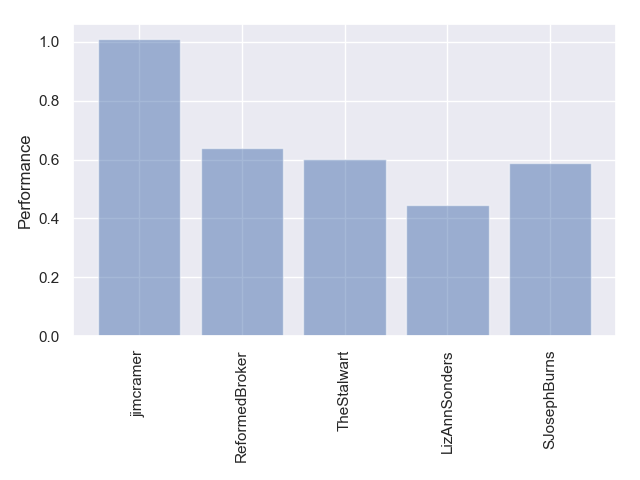 1.0
0.8
0.6
0.4
0.2
0.0
Performance
jimcramer
ReformedBroker
TheStalwart
LizAnnSonders
SJosephBurns